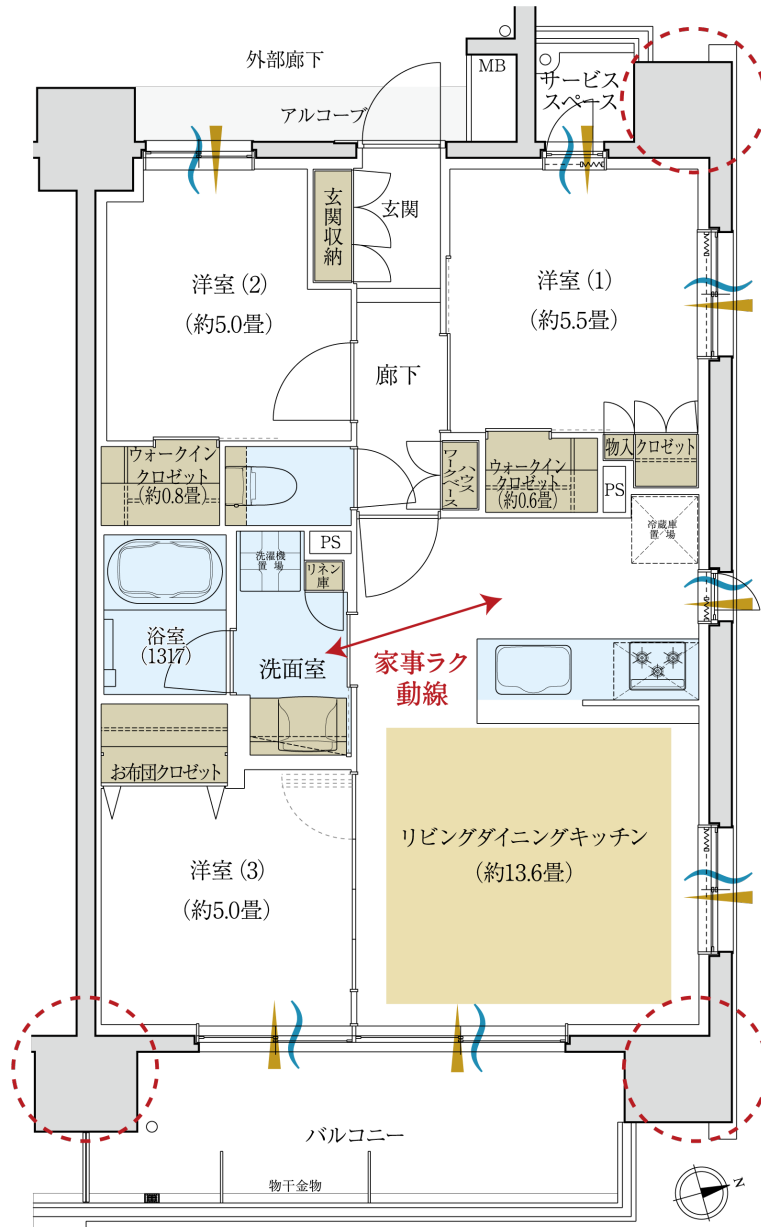 外部廊下
MB
サービス
スペース
アルコーブ
玄関収納
玄関
洋室(2)
(約5.0畳)
洋室(1)
(約5.5畳)
廊下
ウォークイン
クロゼット
(約0.8畳)
ハウス
ワークベース
ウォークイン
クロゼット
(約0.6畳)
物入
クロゼット
PS
冷蔵庫
置場
PS
洗濯機
置場
リネン
庫
浴室
(1317)
洗面室
家事ラク
動線
お布団クロゼット
リビングダイニングキッチン
(約13.6畳)
洋室(3)
(約5.0畳)
バルコニー
物干金物
N